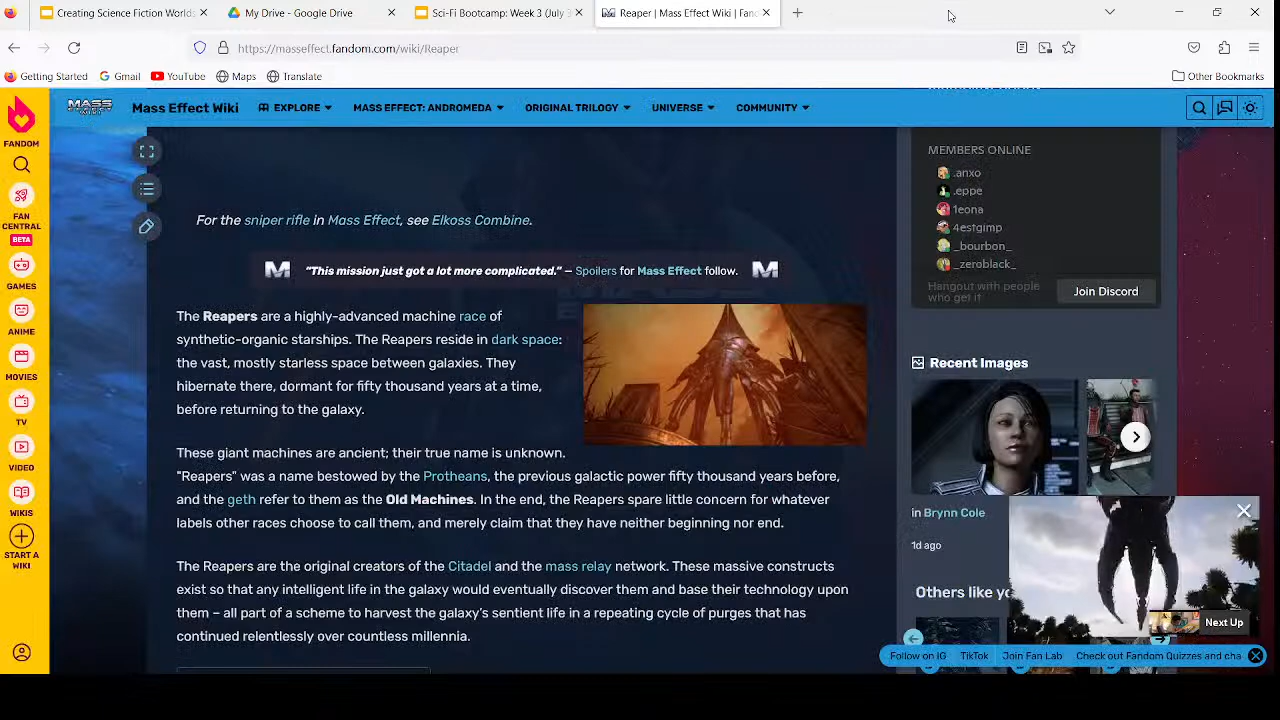 Creating Science Fiction Worlds
My Drive - Google Drive
Sci-Fi Bootcamp: Week 3 (July
Reaper | Mass Effect Wiki | Fan
https://masseffect.fandom.com/wiki/Reaper
Getting Started
Gmail
YouTube
Maps
Translate
Other Bookmarks
FANDOM
FAN
CENTRAL
BETA
GAMES
ANIME
MOVIES
TV
VIDEO
WIKIS
START A
WIKI
Mass Effect Wiki
EXPLORE
MASS EFFECT: ANDROMEDA
ORIGINAL TRILOGY
UNIVERSE
COMMUNITY
For the sniper rifle in Mass Effect, see Elkoss Combine.
"This mission just got a lot more complicated." — Spoilers for Mass Effect follow.
The Reapers are a highly-advanced machine race of
synthetic-organic starships. The Reapers reside in dark space:
the vast, mostly starless space between galaxies. They
hibernate there, dormant for fifty thousand years at a time,
before returning to the galaxy.
These giant machines are ancient; their true name is unknown.
"Reapers" was a name bestowed by the Protheans, the previous galactic power fifty thousand years before,
and the geth refer to them as the Old Machines. In the end, the Reapers spare little concern for whatever
labels other races choose to call them, and merely claim that they have neither beginning nor end.
The Reapers are the original creators of the Citadel and the mass relay network. These massive constructs
exist so that any intelligent life in the galaxy would eventually discover them and base their technology upon
them – all part of a scheme to harvest the galaxy's sentient life in a repeating cycle of purges that has
continued relentlessly over countless millennia.
MEMBERS ONLINE
.anxo
.eppe
1eona
4estgimp
_bourbon_
_zeroblack_
Hangout with people
who get it
Join Discord
Recent Images
in Brynn Cole
1d ago
Others like yo
Next Up
Follow on IG
TikTok
Join Fan Lab
Check out Fandom Quizzes and cha